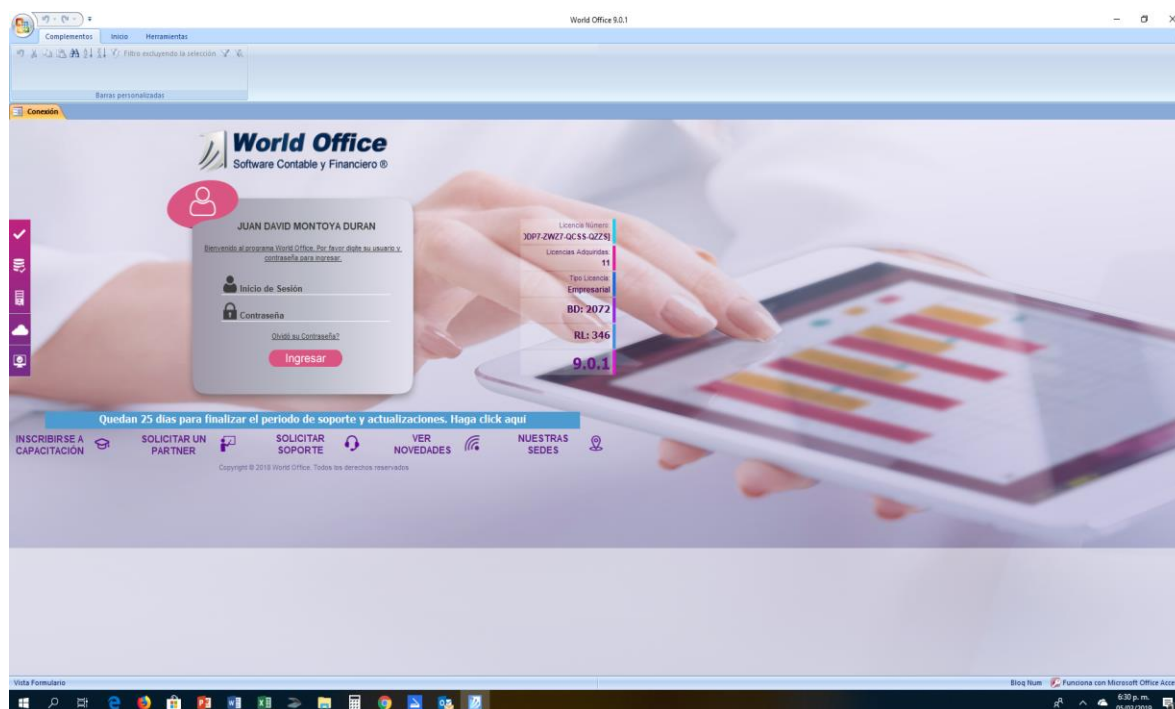 World Office 9.0.1
Complementos Inicio Herramientas
Filtro excluyendo la selección
Barras personalizadas
Conexión
World Office
Software Contable y Financiero ®
JUAN DAVID MONTOYA DURAN
Bienvenido al programa World Office. Por favor digite su usuario y
contraseña para ingresar.
Inicio de Sesión
Contraseña
Olvidó su Contraseña?
Ingresar
Licencia Número
Licencias Adquiridas
11
Tipo Licencia
Empresarial
BD: 2072
RL: 346
9.0.1
Quedan 25 días para finalizar el periodo de soporte y actualizaciones. Haga click aquí
INSCRIBIRSE A
CAPACITACIÓN
SOLICITAR UN
PARTNER
SOLICITAR
SOPORTE
VER
NOVEDADES
NUESTRAS
SEDES
Copyright © 2018 World Office. Todos los derechos reservados
Vista Formulario
Bloq Num Funciona con Microsoft Office Acce
6:30 p. m.
05/03/2019